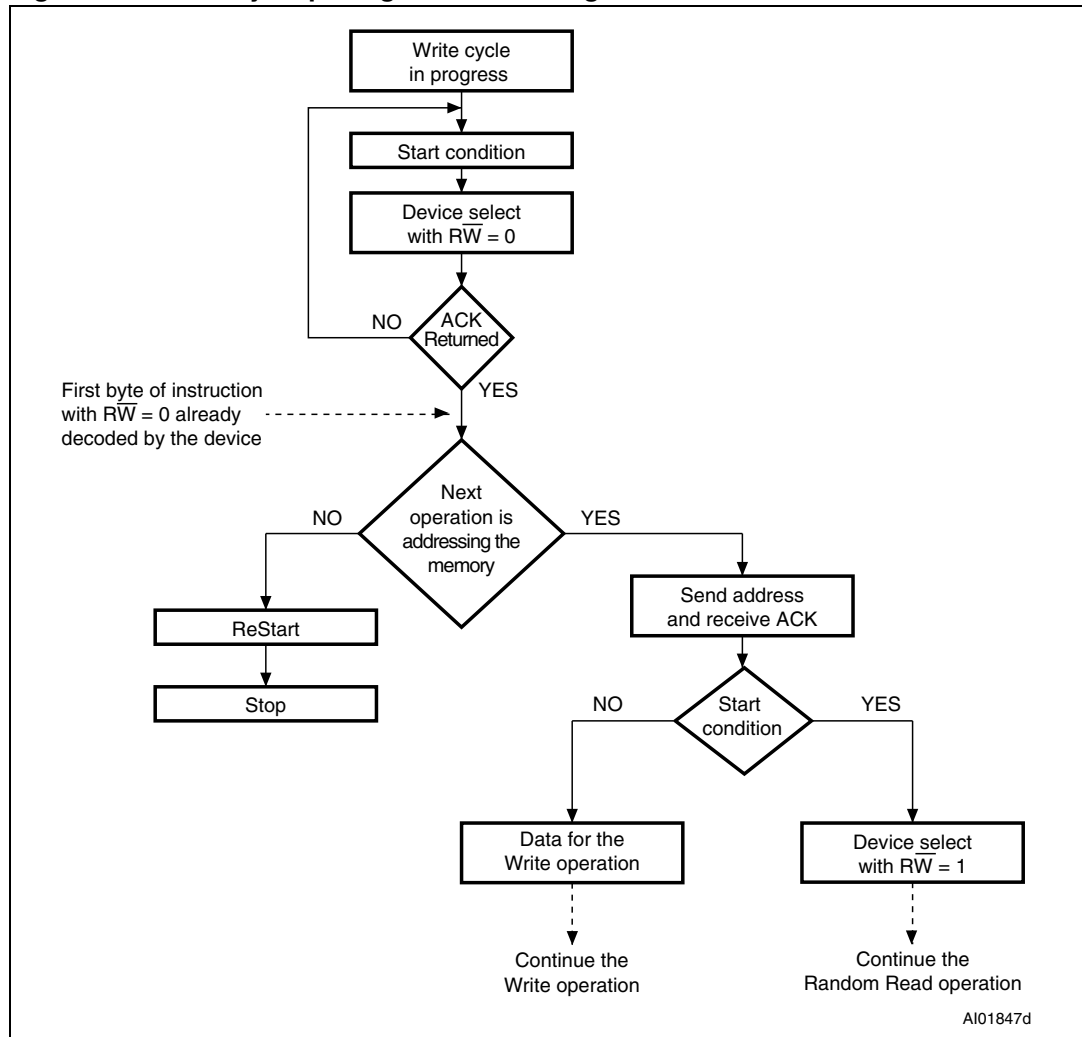 Write cycle
in progress
Start condition
Device select
with RW̅ = 0
NO
ACK
Returned
YES
First byte of instruction
with RW̅ = 0 already
decoded by the device
Next
operation is
addressing the
memory
NO
YES
ReStart
Stop
Send address
and receive ACK
Start
condition
NO
YES
Data for the
Write operation
Device select
with RW̅ = 1
Continue the
Write operation
Continue the
Random Read operation
AI01847d